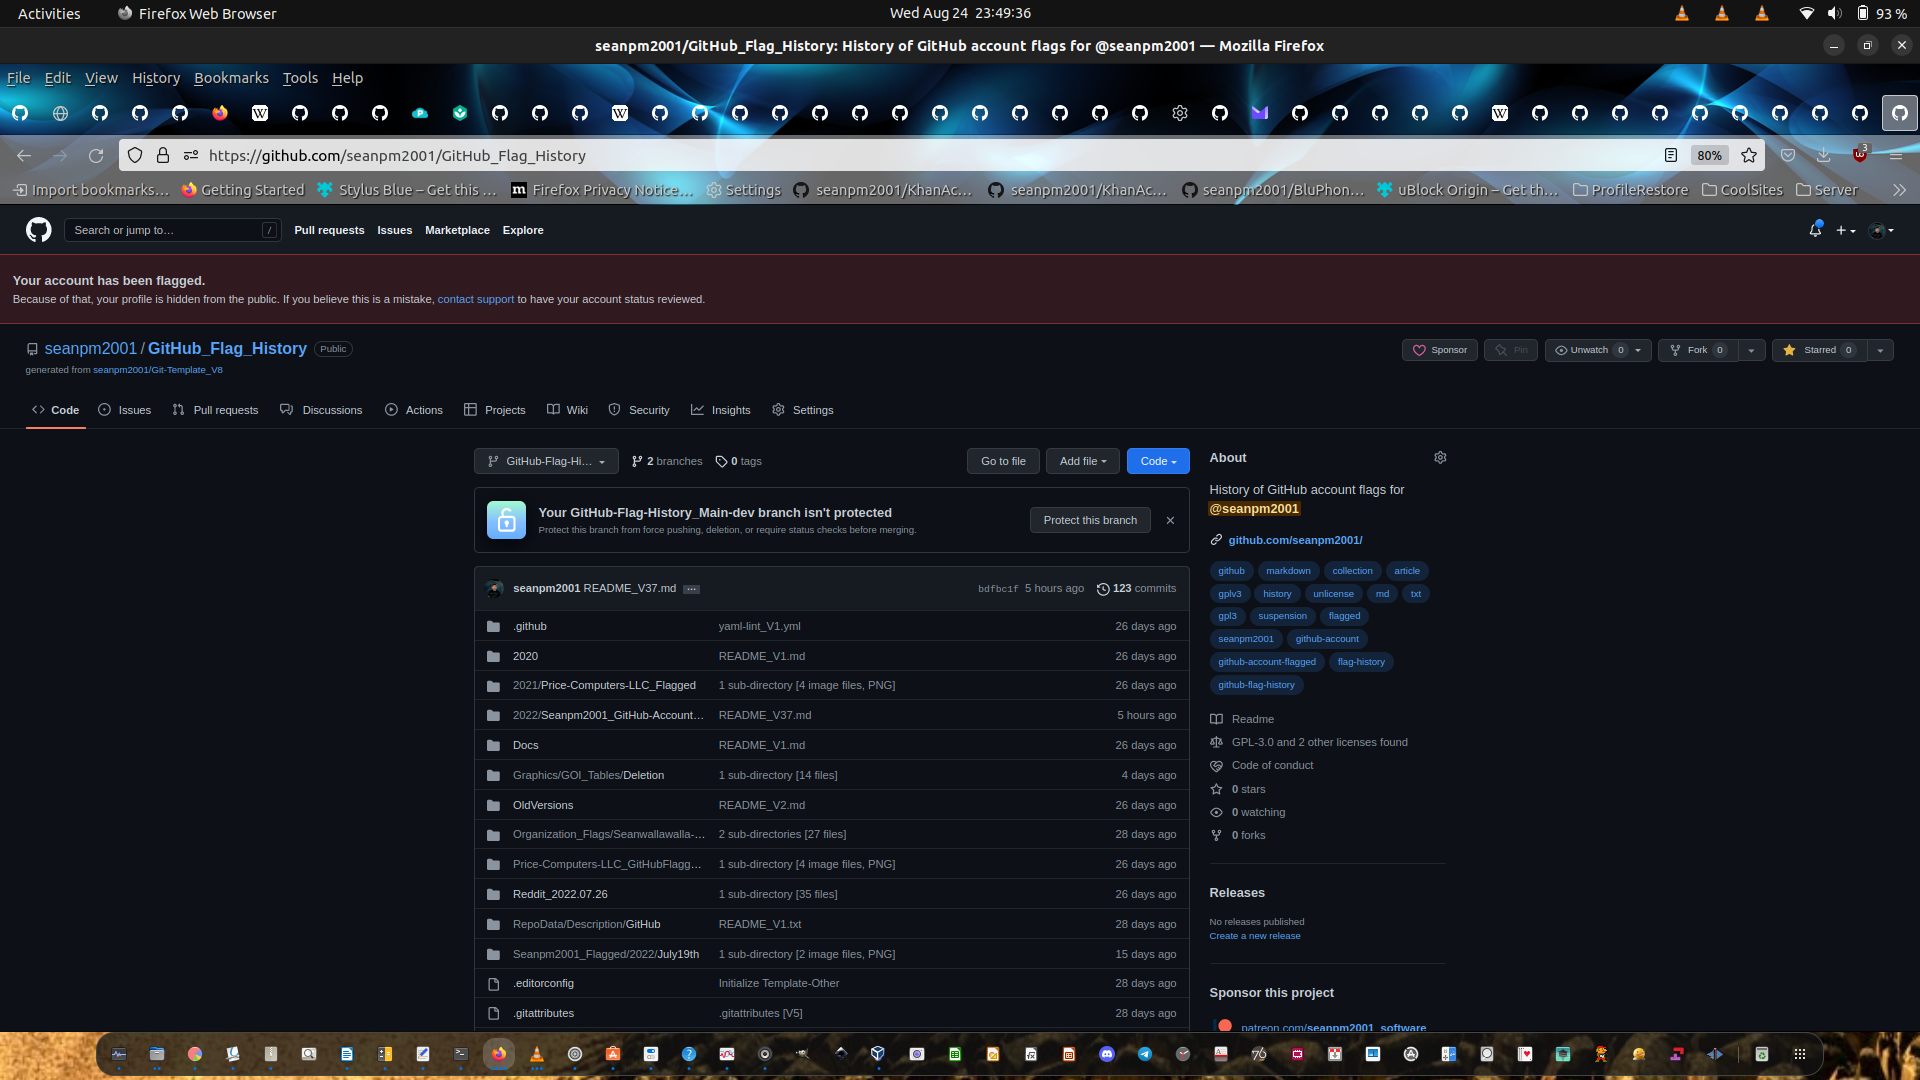 Activities Firefox Web Browser Wed Aug 24 23:49:36 93 %
seanpm2001/GitHub_Flag_History: History of GitHub account flags for @seanpm2001 — Mozilla Firefox
File Edit View History Bookmarks Tools Help
https://github.com/seanpm2001/GitHub_Flag_History 80% 3
Import bookmarks… Getting Started Stylus Blue – Get this … Firefox Privacy Notice… Settings seanpm2001/KhanAc… seanpm2001/KhanAc… seanpm2001/BluPhon… uBlock Origin – Get th… ProfileRestore CoolSites Server
Search or jump to… / Pull requests Issues Marketplace Explore
Your account has been flagged.
Because of that, your profile is hidden from the public. If you believe this is a mistake, contact support to have your account status reviewed.
seanpm2001 / GitHub_Flag_History Public Sponsor Pin Unwatch 0 Fork 0 Starred 0
generated from seanpm2001/Git-Template_V8
Code Issues Pull requests Discussions Actions Projects Wiki Security Insights Settings
GitHub-Flag-Hi… 2 branches 0 tags Go to file Add file Code
Your GitHub-Flag-History_Main-dev branch isn't protected
Protect this branch from force pushing, deletion, or require status checks before merging.
Protect this branch
seanpm2001 README_V37.md … bdfbc1f 5 hours ago 123 commits
.github yaml-lint_V1.yml 26 days ago
2020 README_V1.md 26 days ago
2021/Price-Computers-LLC_Flagged 1 sub-directory [4 image files, PNG] 26 days ago
2022/Seanpm2001_GitHub-Account… README_V37.md 5 hours ago
Docs README_V1.md 26 days ago
Graphics/GOI_Tables/Deletion 1 sub-directory [14 files] 4 days ago
OldVersions README_V2.md 26 days ago
Organization_Flags/Seanwallawalla-… 2 sub-directories [27 files] 28 days ago
Price-Computers-LLC_GitHubFlagg… 1 sub-directory [4 image files, PNG] 26 days ago
Reddit_2022.07.26 1 sub-directory [35 files] 26 days ago
RepoData/Description/GitHub README_V1.txt 28 days ago
Seanpm2001_Flagged/2022/July19th 1 sub-directory [2 image files, PNG] 15 days ago
.editorconfig Initialize Template-Other 28 days ago
.gitattributes .gitattributes [V5] 28 days ago
About
History of GitHub account flags for
@seanpm2001
github.com/seanpm2001/
github markdown collection article
gplv3 history unlicense md txt
gpl3 suspension flagged
seanpm2001 github-account
github-account-flagged flag-history
github-flag-history
Readme
GPL-3.0 and 2 other licenses found
Code of conduct
0 stars
0 watching
0 forks
Releases
No releases published
Create a new release
Sponsor this project
patreon.com/seanpm2001_software